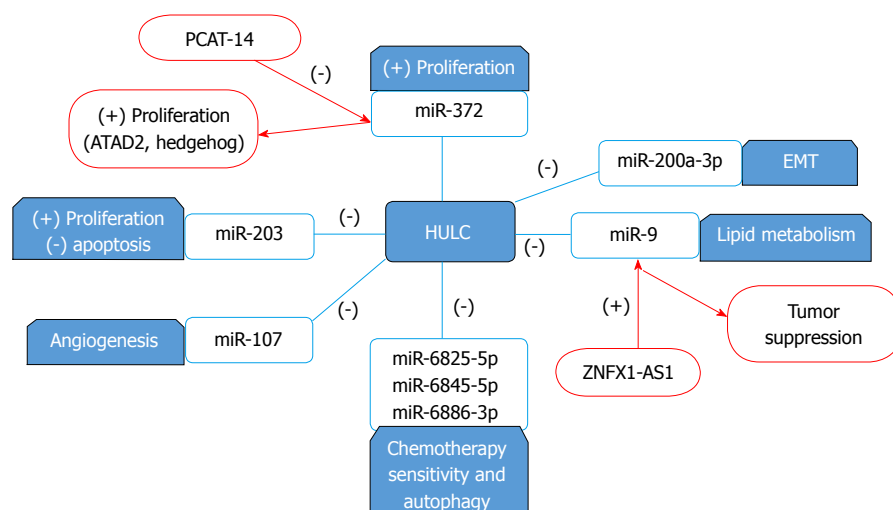 PCAT-14
(-)
(+) Proliferation
miR-372
(+) Proliferation
(ATAD2, hedgehog)
(-)
miR-200a-3p
EMT
(+) Proliferation
(-) apoptosis
miR-203
(-)
HULC
(-)
miR-9
Lipid metabolism
Angiogenesis
miR-107
(-)
(-)
(+)
Tumor
suppression
miR-6825-5p
miR-6845-5p
miR-6886-3p
ZNFX1-AS1
Chemotherapy
sensitivity and
autophagy